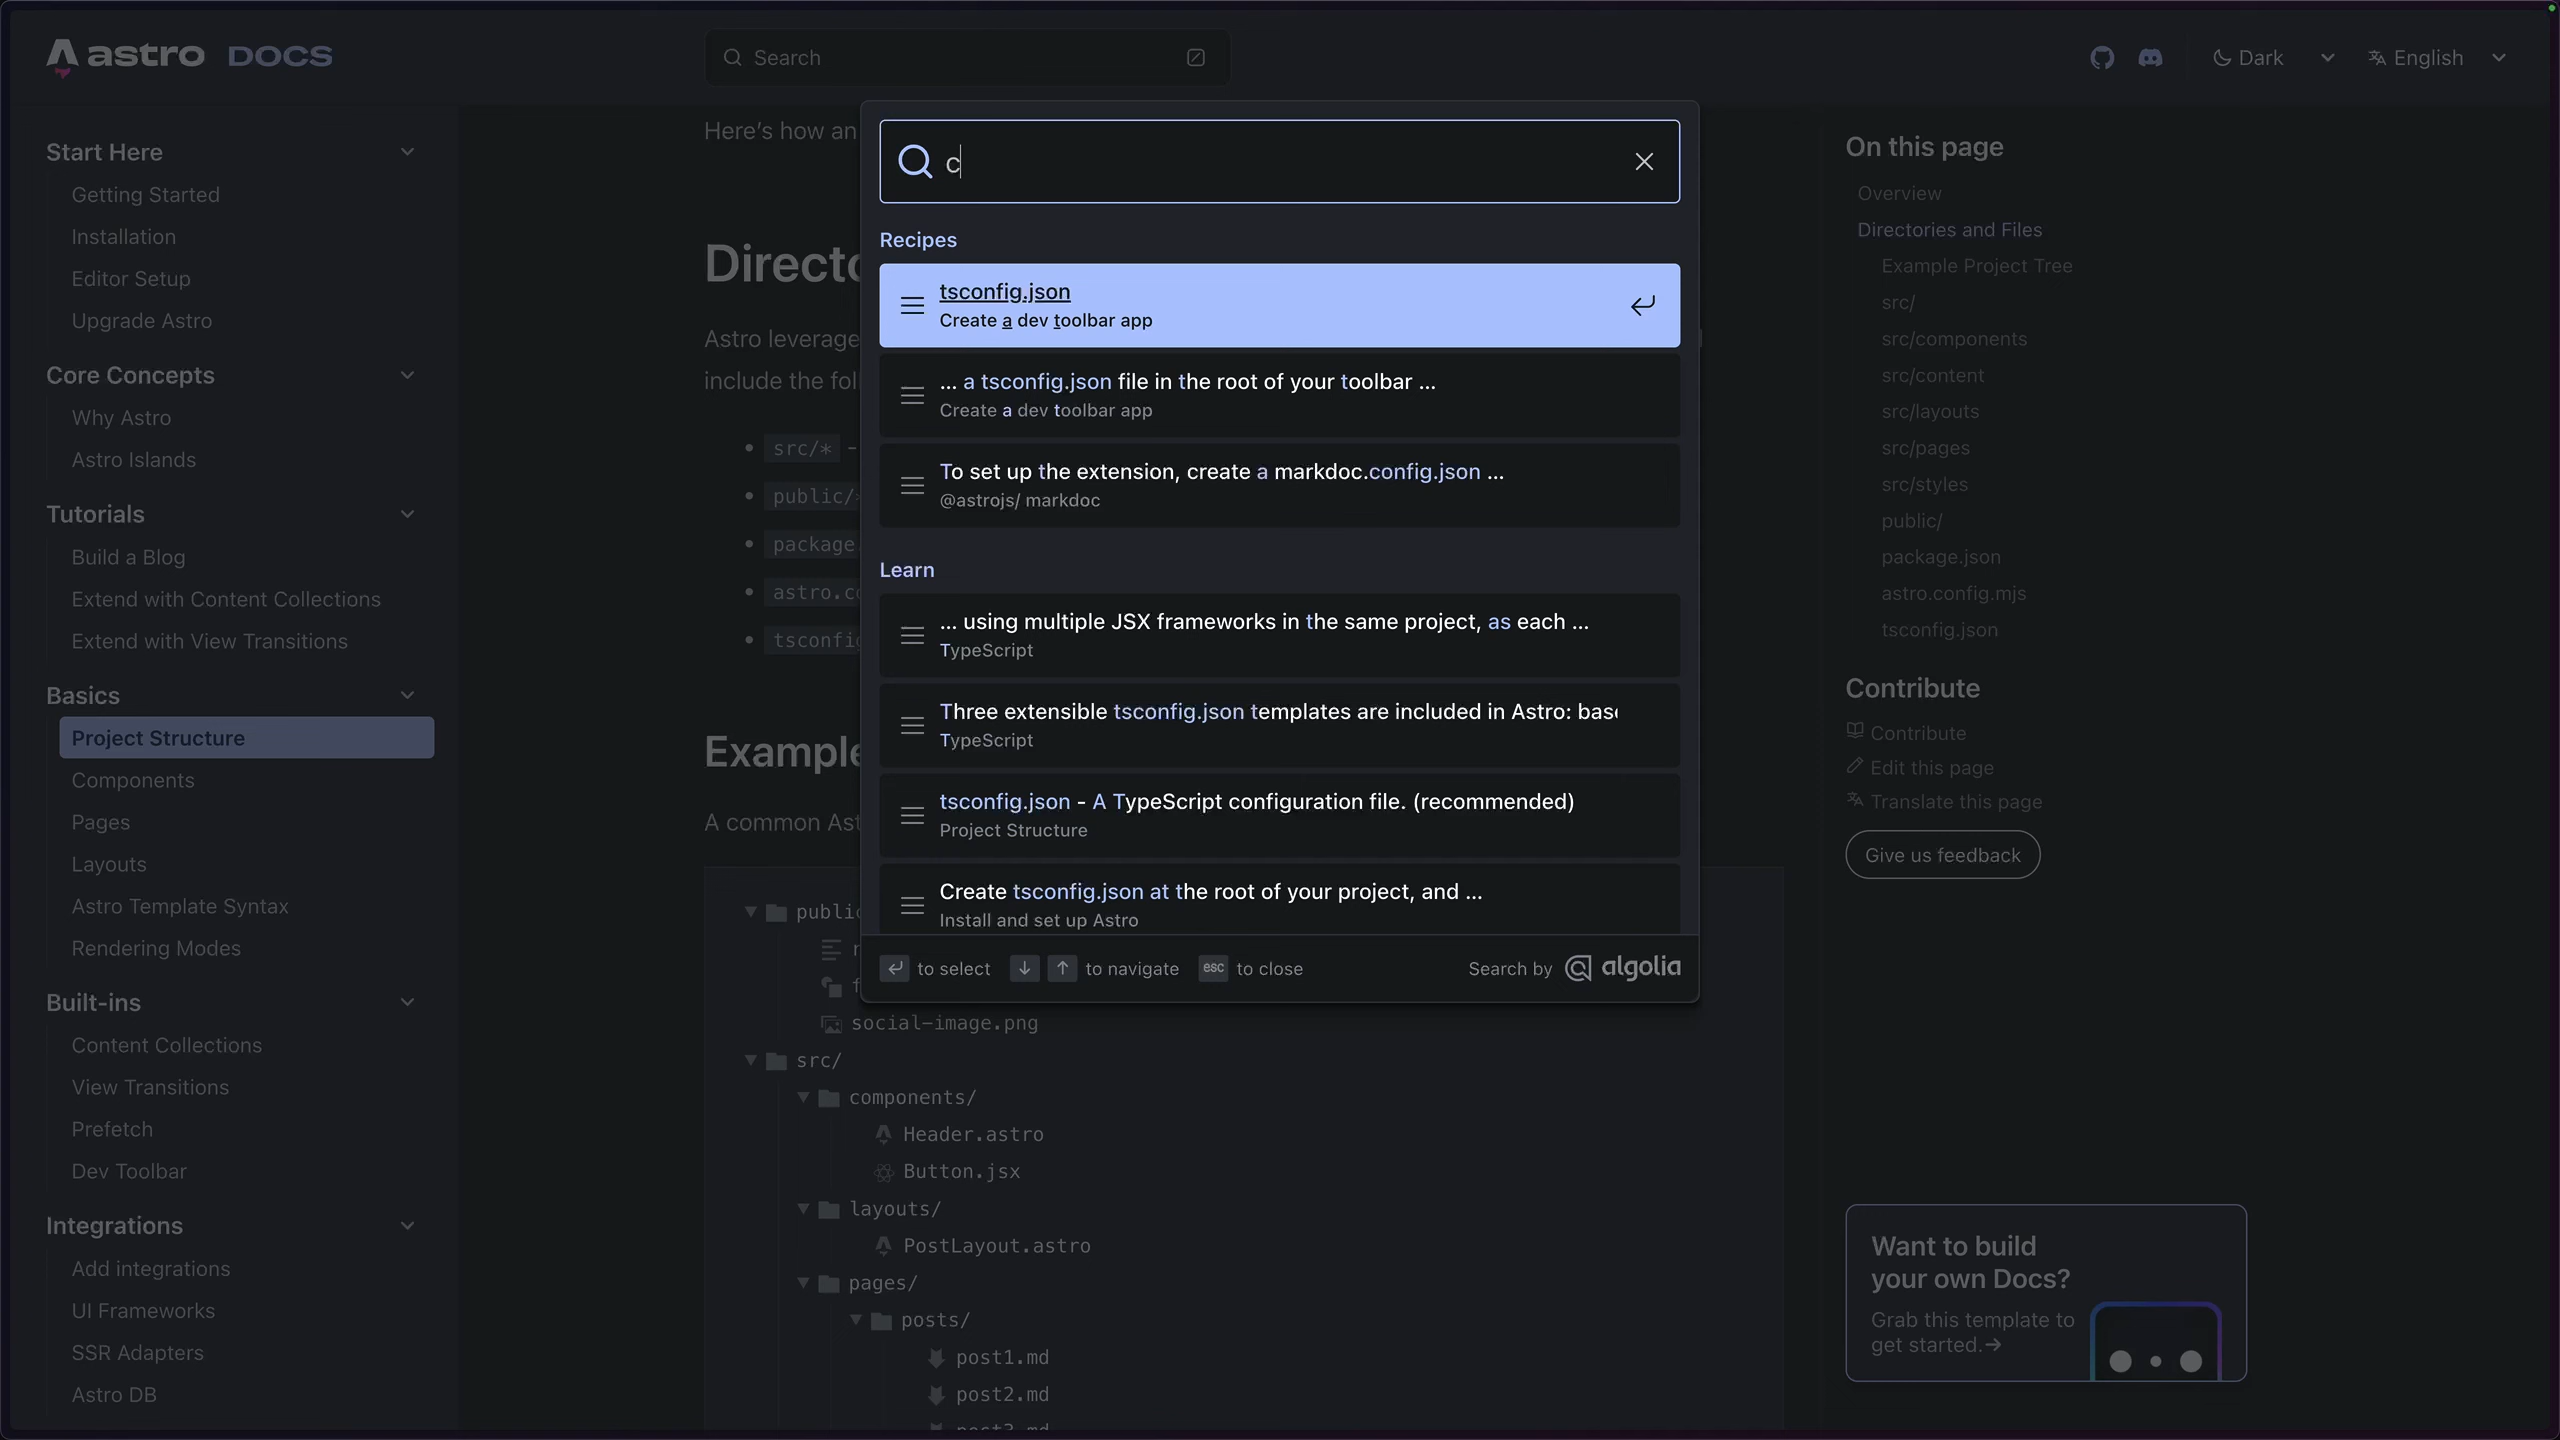 astro DOCS
Search
Dark
English
Start Here
Getting Started
Installation
Editor Setup
Upgrade Astro
Core Concepts
Why Astro
Astro Islands
Tutorials
Build a Blog
Extend with Content Collections
Extend with View Transitions
Basics
Project Structure
Components
Pages
Layouts
Astro Template Syntax
Rendering Modes
Built-ins
Content Collections
View Transitions
Prefetch
Dev Toolbar
Integrations
Add integrations
UI Frameworks
SSR Adapters
Astro DB
Here's how an
Directo
Astro leverage
include the fol
src/* -
public/
package.
astro.co
tsconfig
Example
A common Ast
public
social-image.png
src/
components/
Header.astro
Button.jsx
layouts/
PostLayout.astro
pages/
posts/
post1.md
post2.md
post3.md
c
Recipes
tsconfig.json
Create a dev toolbar app
... a tsconfig.json file in the root of your toolbar ...
Create a dev toolbar app
To set up the extension, create a markdoc.config.json ...
@astrojs/ markdoc
Learn
... using multiple JSX frameworks in the same project, as each ...
TypeScript
Three extensible tsconfig.json templates are included in Astro: base
TypeScript
tsconfig.json - A TypeScript configuration file. (recommended)
Project Structure
Create tsconfig.json at the root of your project, and ...
Install and set up Astro
to select
to navigate
esc to close
Search by algolia
On this page
Overview
Directories and Files
Example Project Tree
src/
src/components
src/content
src/layouts
src/pages
src/styles
public/
package.json
astro.config.mjs
tsconfig.json
Contribute
Contribute
Edit this page
Translate this page
Give us feedback
Want to build
your own Docs?
Grab this template to
get started.→